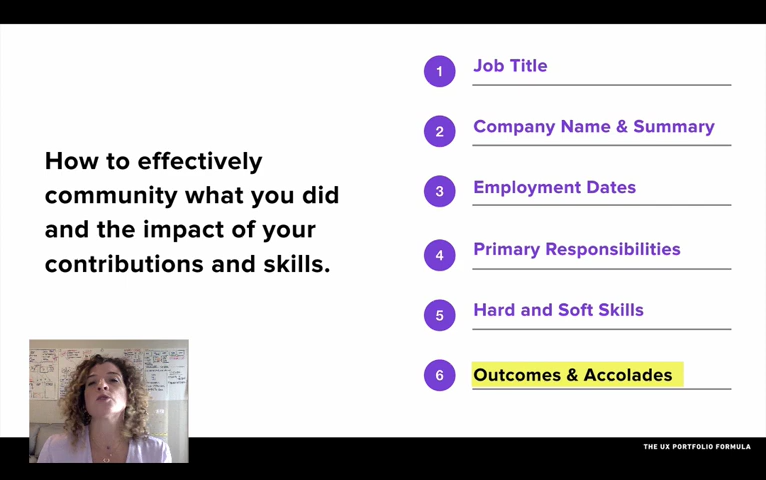 How to effectively
community what you did
and the impact of your
contributions and skills.
1 Job Title
2 Company Name & Summary
3 Employment Dates
4 Primary Responsibilities
5 Hard and Soft Skills
6 Outcomes & Accolades
THE UX PORTFOLIO FORMULA